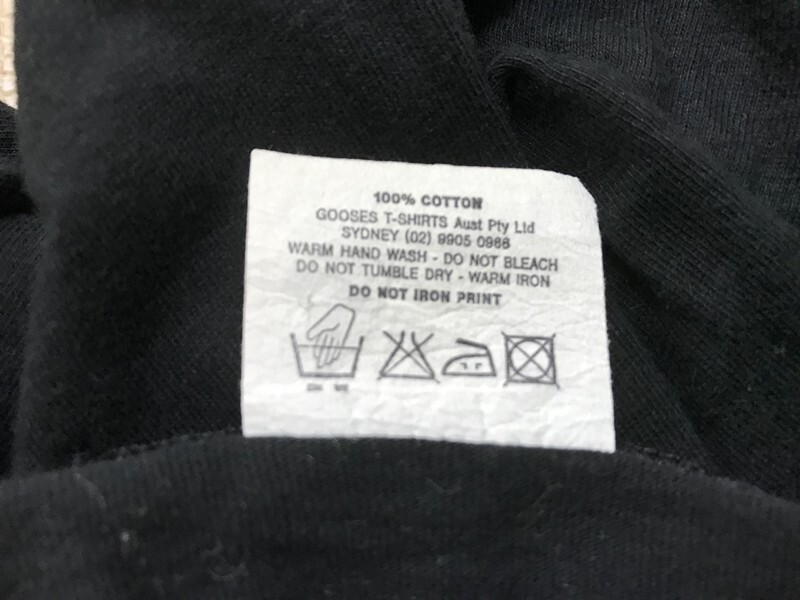 100% COTTON
GOOSES T-SHIRTS Aust Pty Ltd
SYDNEY (02) 9905 0986
WARM HAND WASH - DO NOT BLEACH
DO NOT TUMBLE DRY - WARM IRON
DO NOT IRON PRINT